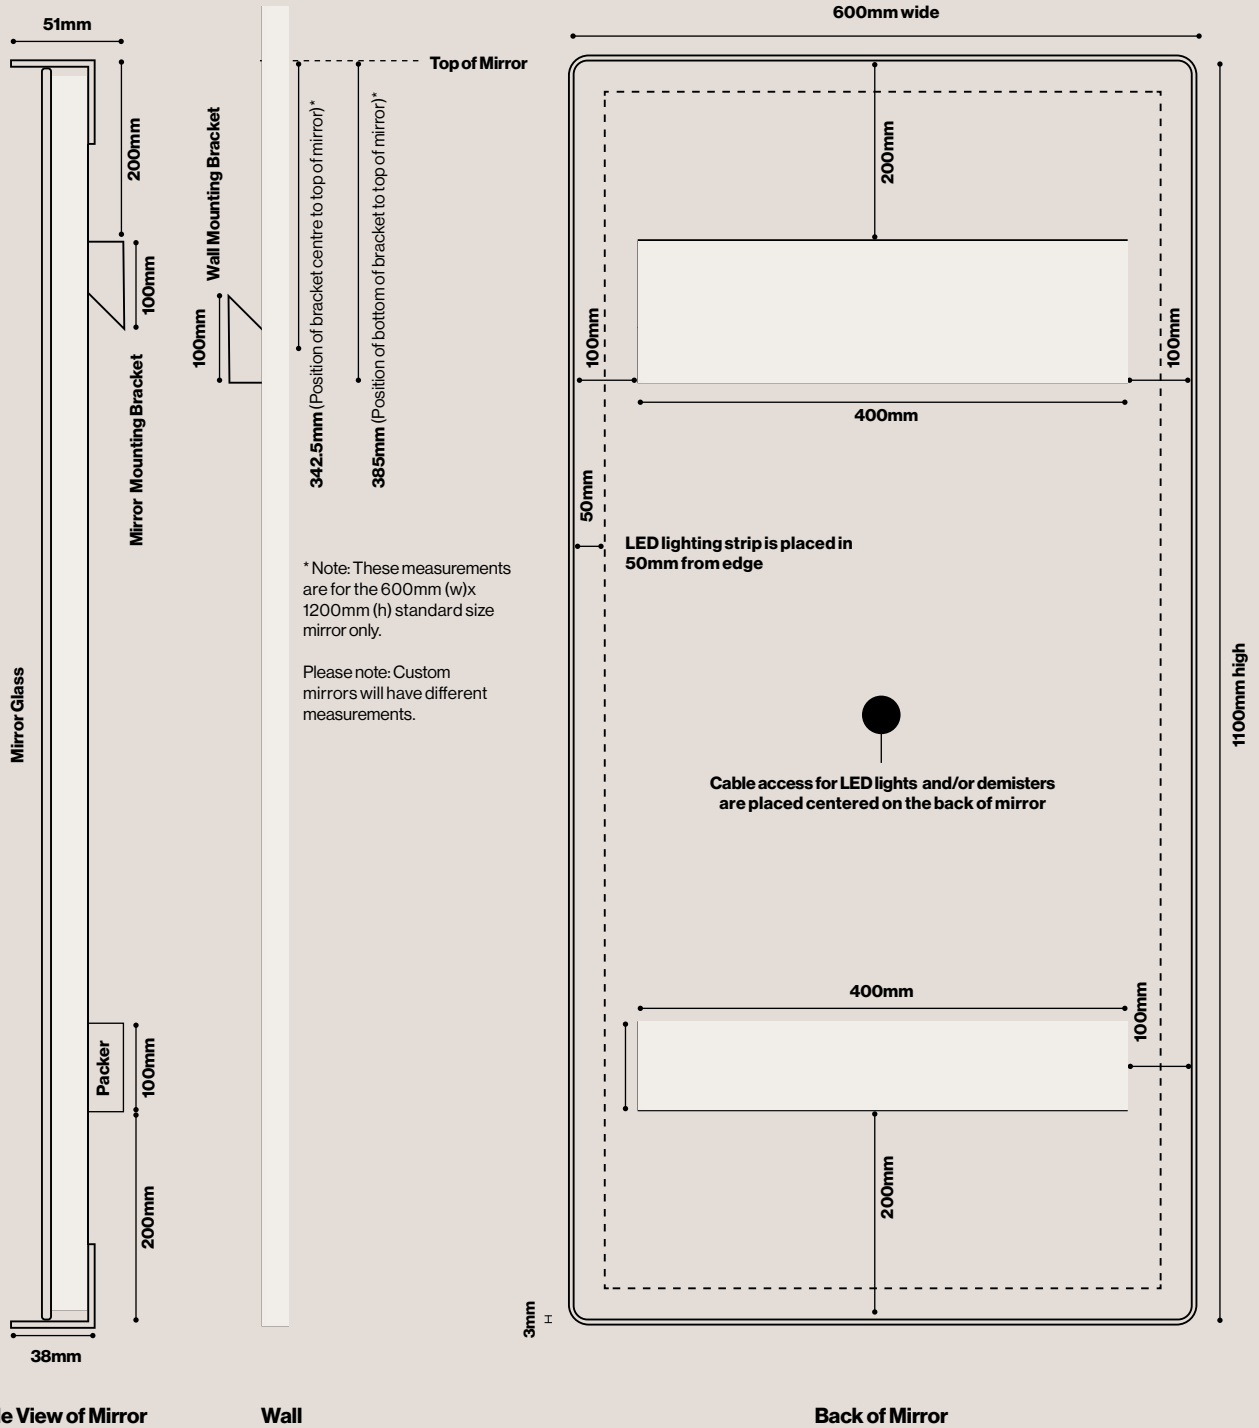 51mm
600mm wide
Top of Mirror
200mm
Wall Mounting Bracket
342.5mm (Position of bracket centre to top of mirror)*
385mm (Position of bottom of bracket to top of mirror)*
200mm
100mm
100mm
100mm
100mm
400mm
Mirror Mounting Bracket
50mm
LED lighting strip is placed in
50mm from edge
* Note: These measurements
are for the 600mm (w)x
1200mm (h) standard size
mirror only.
Please note: Custom
mirrors will have different
measurements.
Mirror Glass
1100mm high
Cable access for LED lights and/or demisters
are placed centered on the back of mirror
400mm
100mm
Packer
100mm
200mm
200mm
3mm
38mm
e View of Mirror
Wall
Back of Mirror